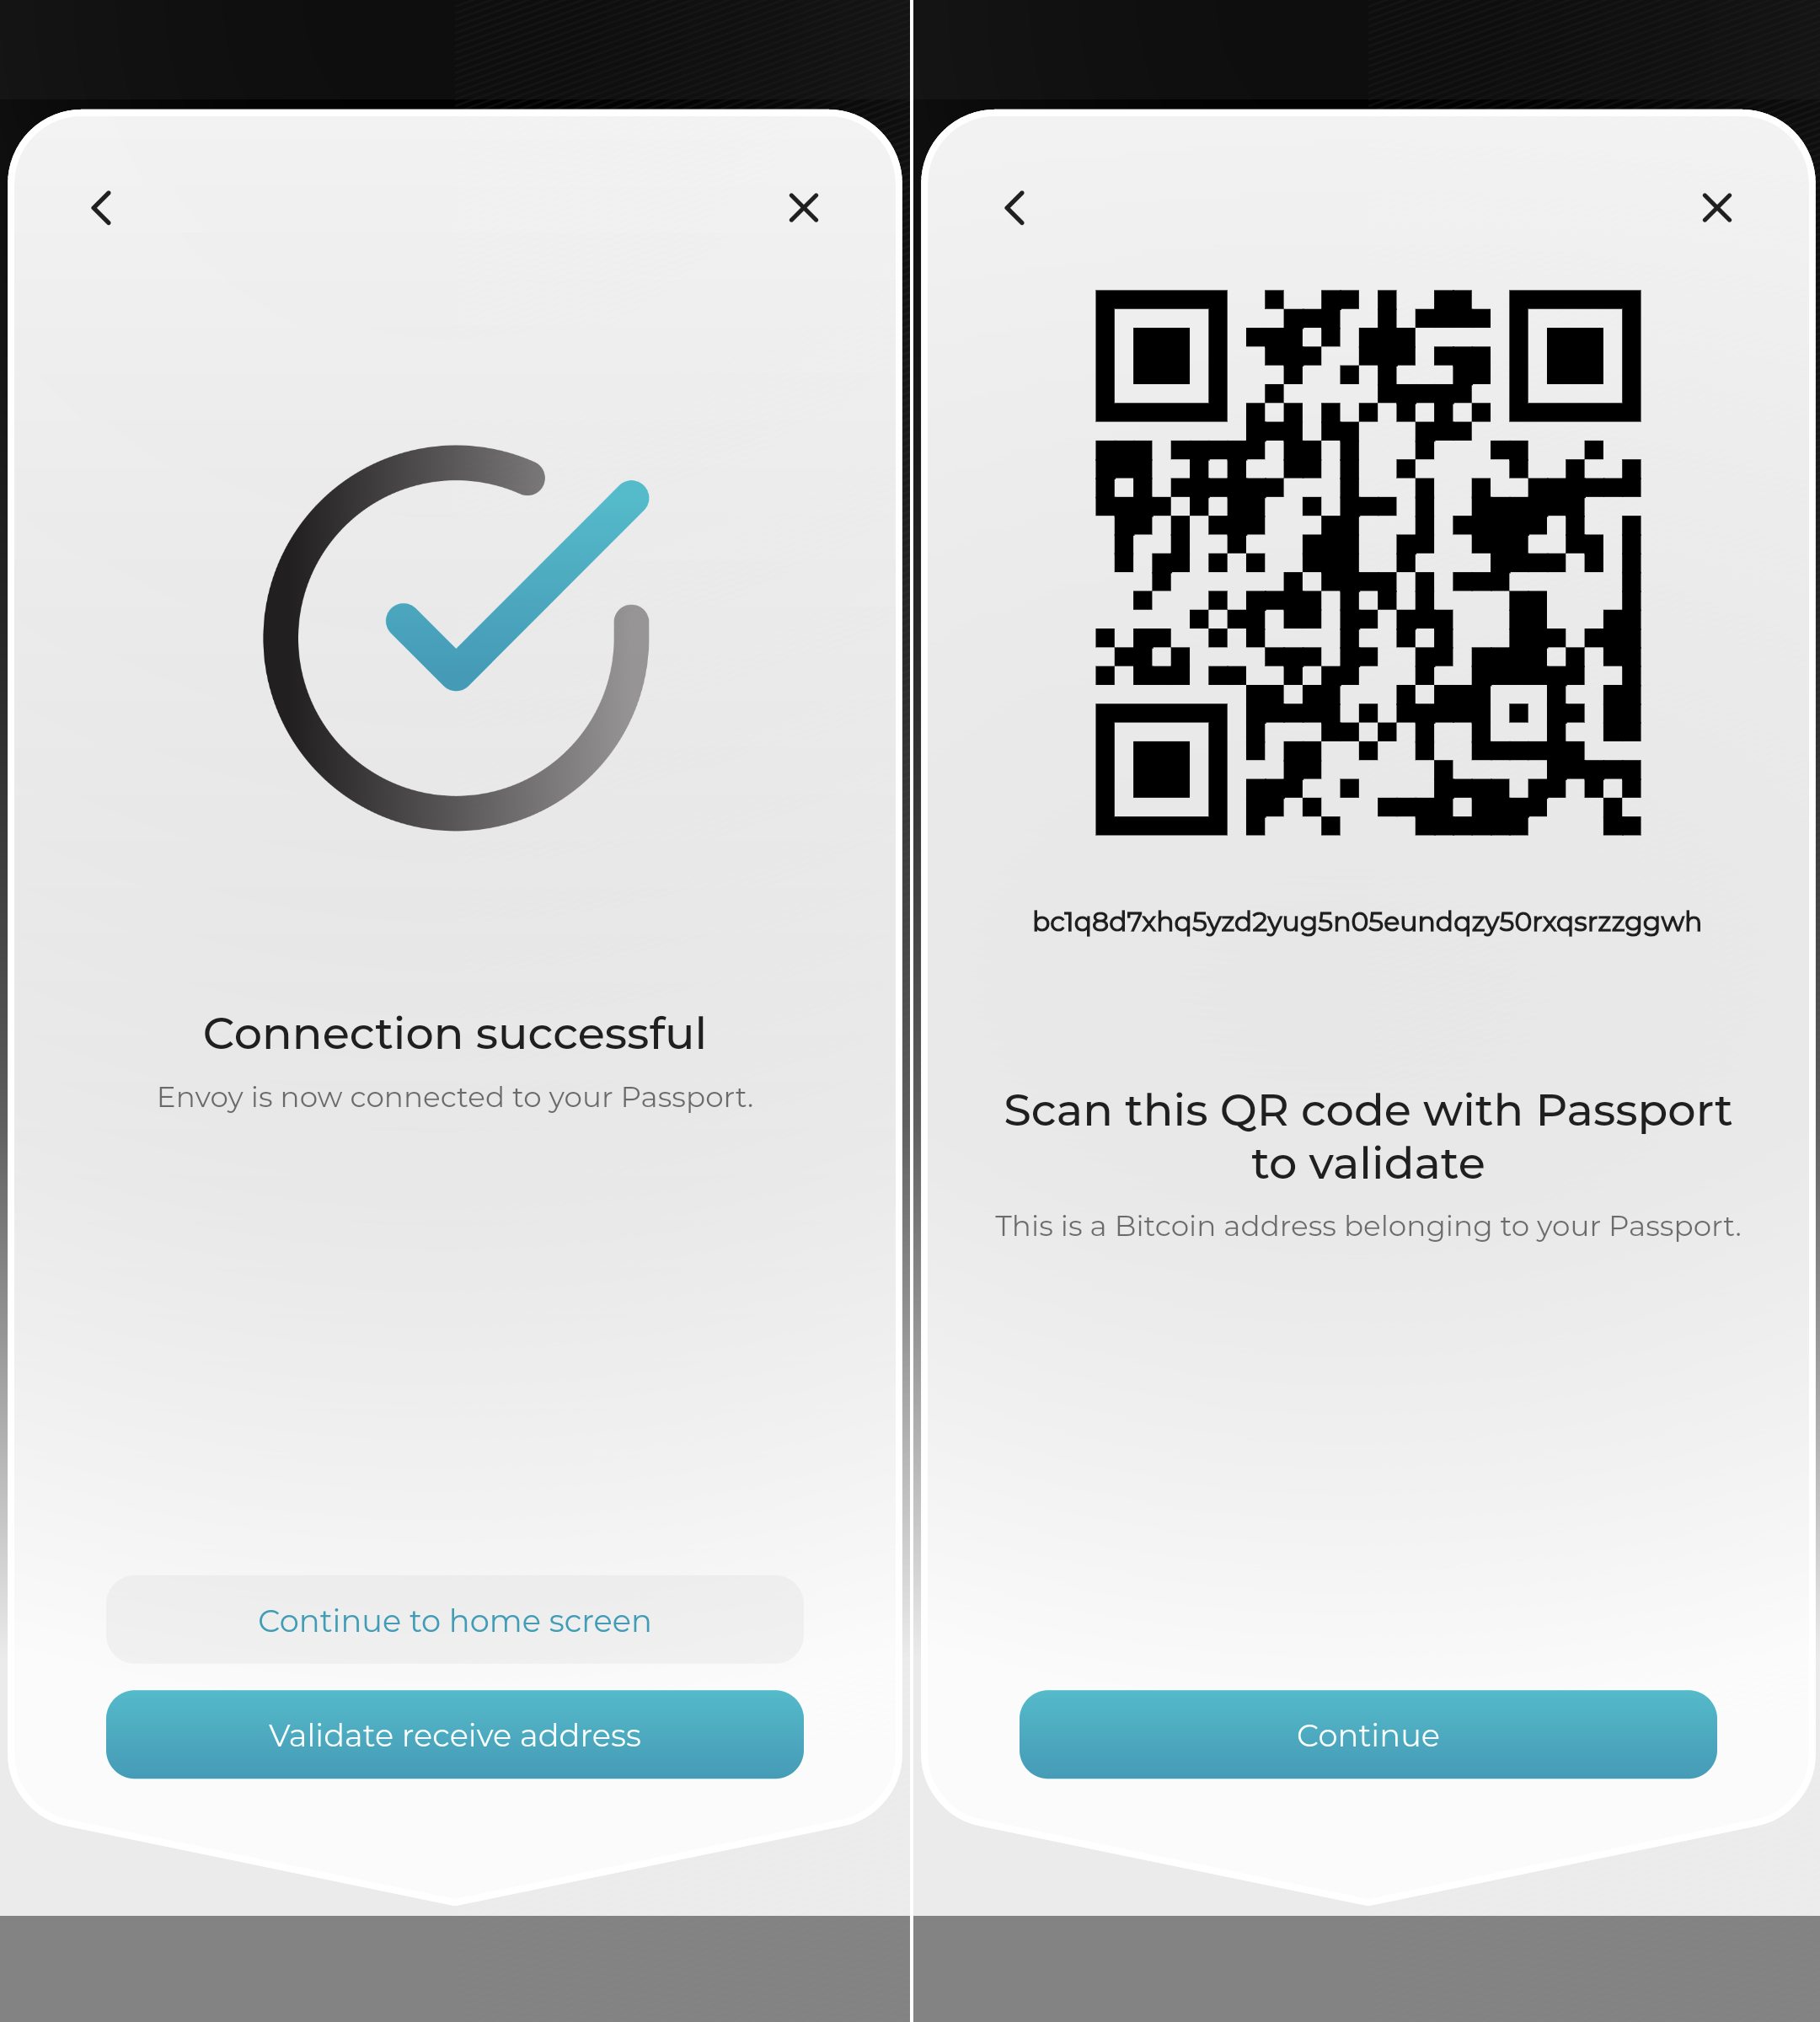 Connection successful
Envoy is now connected to your Passport.
Continue to home screen
Validate receive address
bc1q8d7xhq5yzd2yug5n05eundqzy50rxqsrzzggwh
Scan this QR code with Passport
to validate
This is a Bitcoin address belonging to your Passport.
Continue